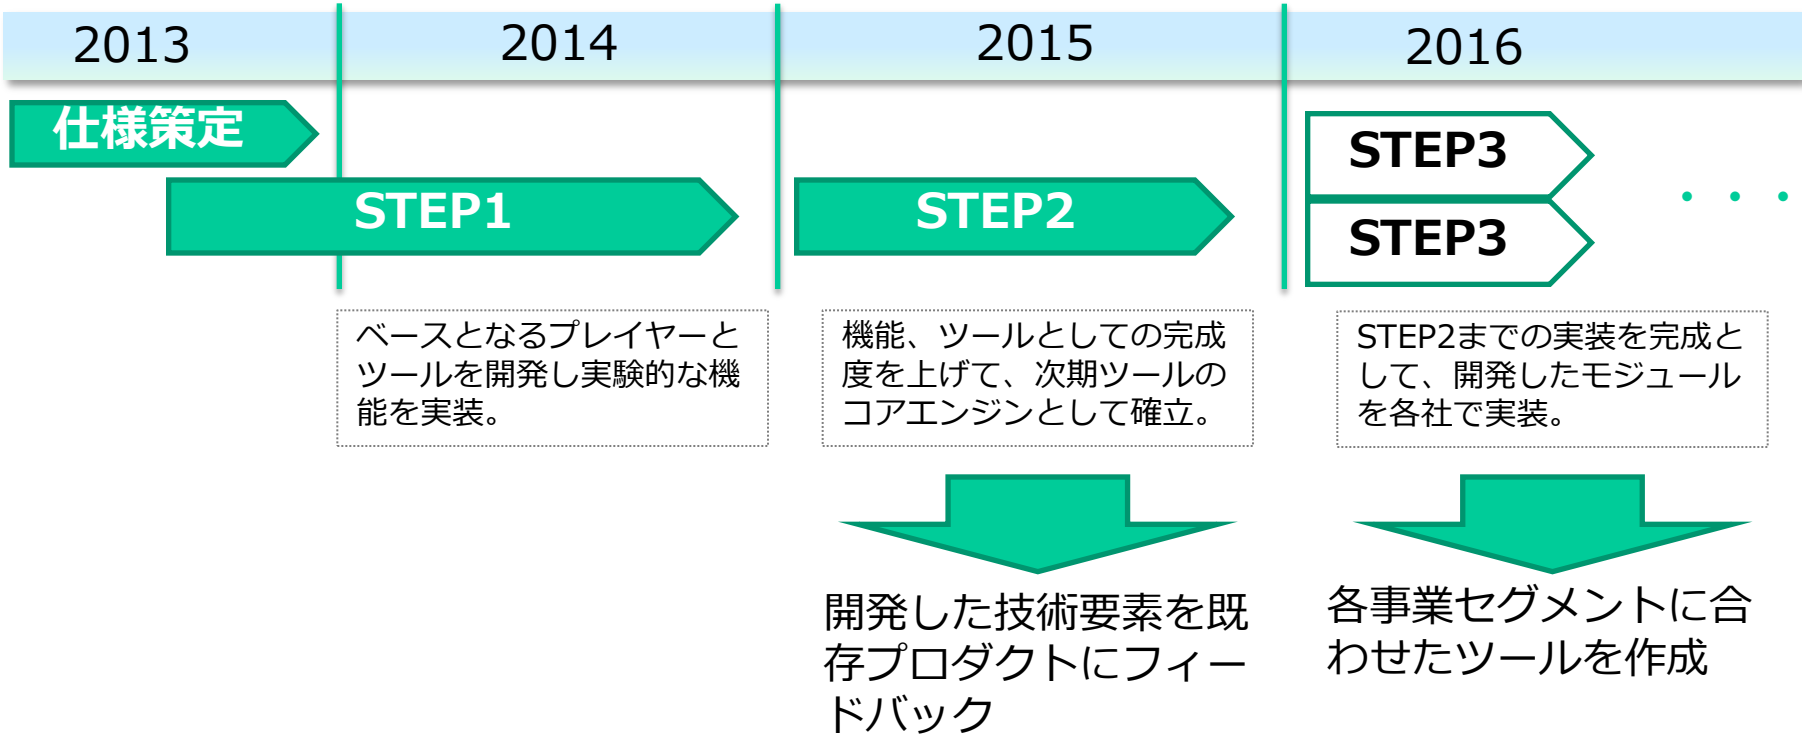 2013
2014
2015
2016
仕様策定
STEP1
STEP2
STEP3
STEP3
・・・
ベースとなるプレイヤーと
ツールを開発し実験的な機
能を実装。
機能、ツールとしての完成
度を上げて、次期ツールの
コアエンジンとして確立。
STEP2までの実装を完成と
して、開発したモジュール
を各社で実装。
開発した技術要素を既
存プロダクトにフィー
ドバック
各事業セグメントに合
わせたツールを作成